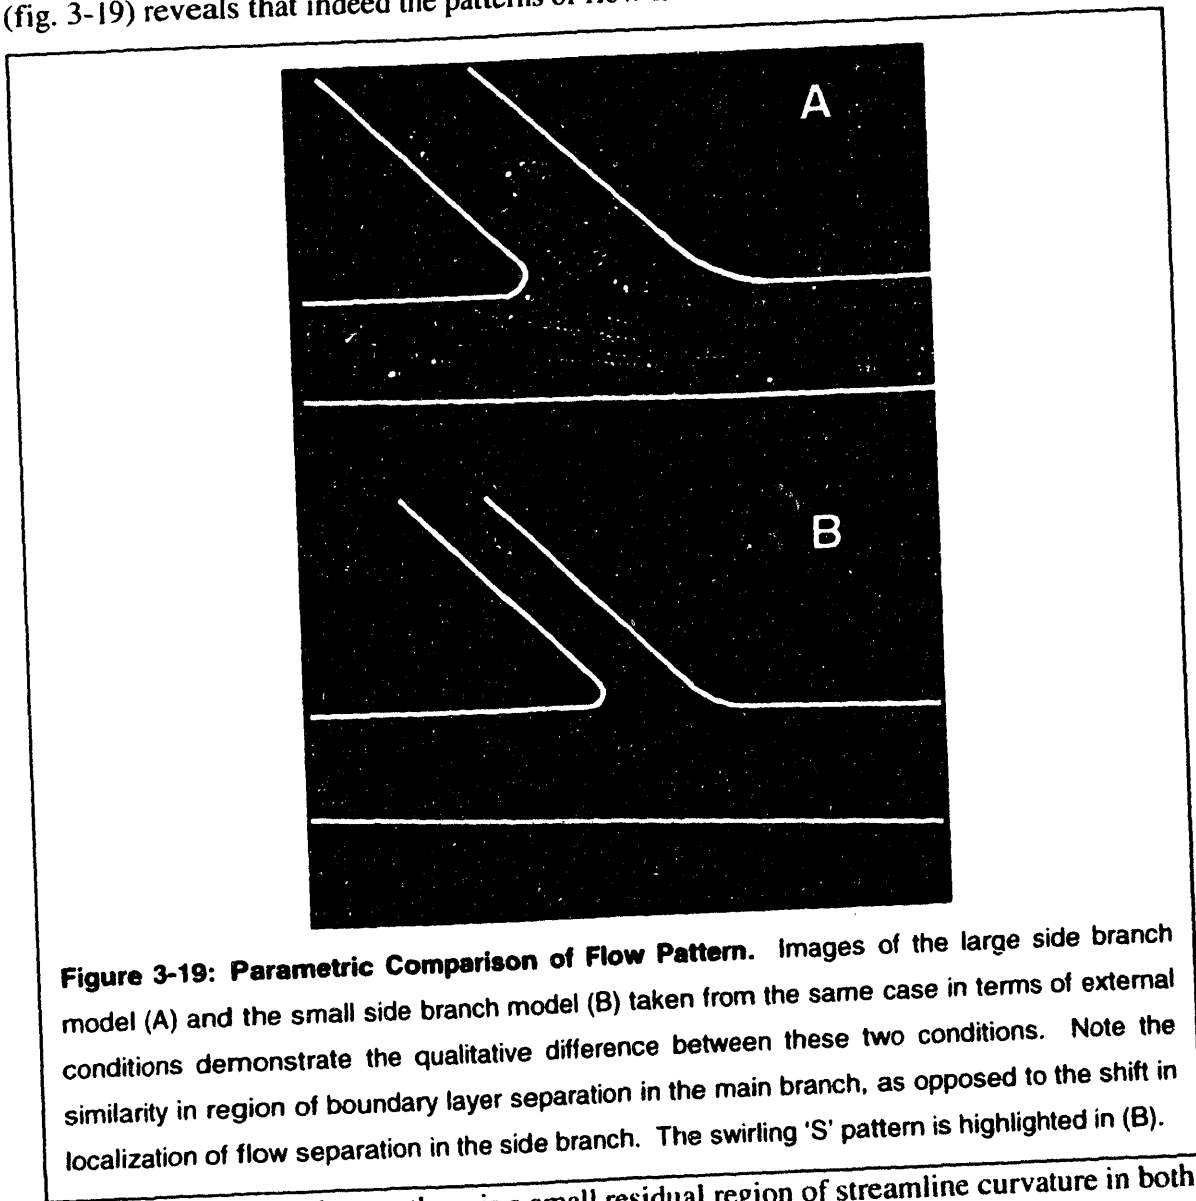 (fig. 3-19) reveals that indeed the patterns of flow
A
B
Figure 3-19: Parametric Comparison of Flow Pattern. Images of the large side branch
model (A) and the small side branch model (B) taken from the same case in terms of external
conditions demonstrate the qualitative difference between these two conditions. Note the
similarity in region of boundary layer separation in the main branch, as opposed to the shift in
localization of flow separation in the side branch. The swirling 'S' pattern is highlighted in (B).
small residual region of streamline curvature in both